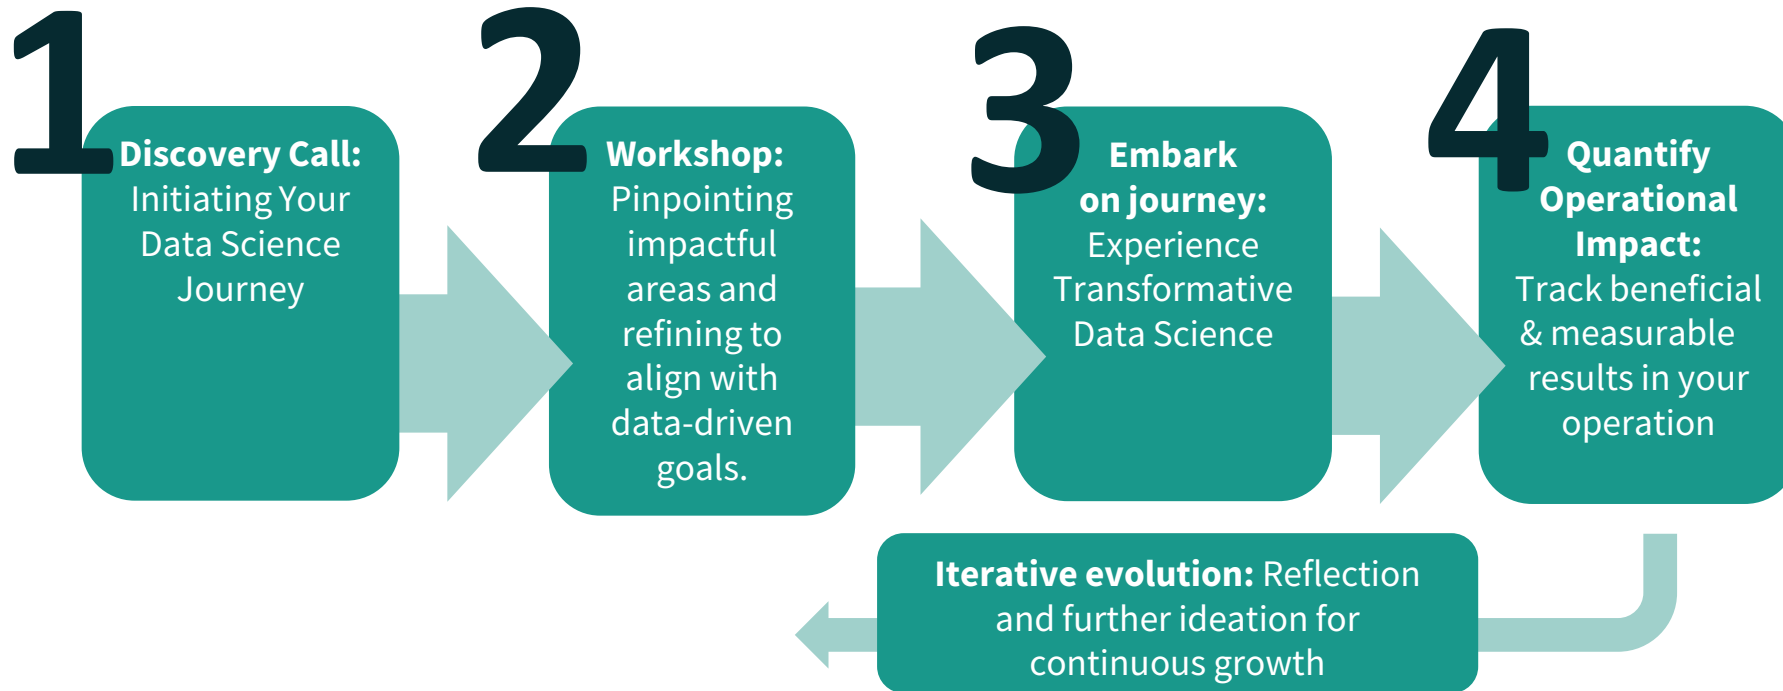 1
Discovery Call:
Initiating Your
Data Science
Journey
2
Workshop:
Pinpointing
impactful
areas and
refining to
align with
data-driven
goals.
3
Embark
on journey:
Experience
Transformative
Data Science
4
Quantify
Operational
Impact:
Track beneficial
& measurable
results in your
operation
Iterative evolution: Reflection
and further ideation for
continuous growth